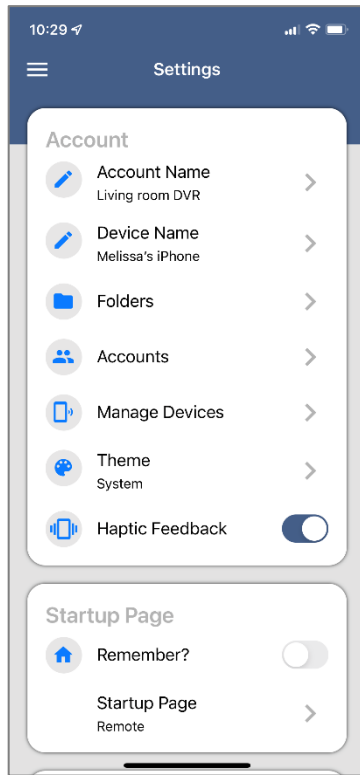 10:29
Settings
Account
Account Name
Living room DVR
Device Name
Melissa's iPhone
Folders
Accounts
Manage Devices
Theme
System
Haptic Feedback
Startup Page
Remember?
Startup Page
Remote